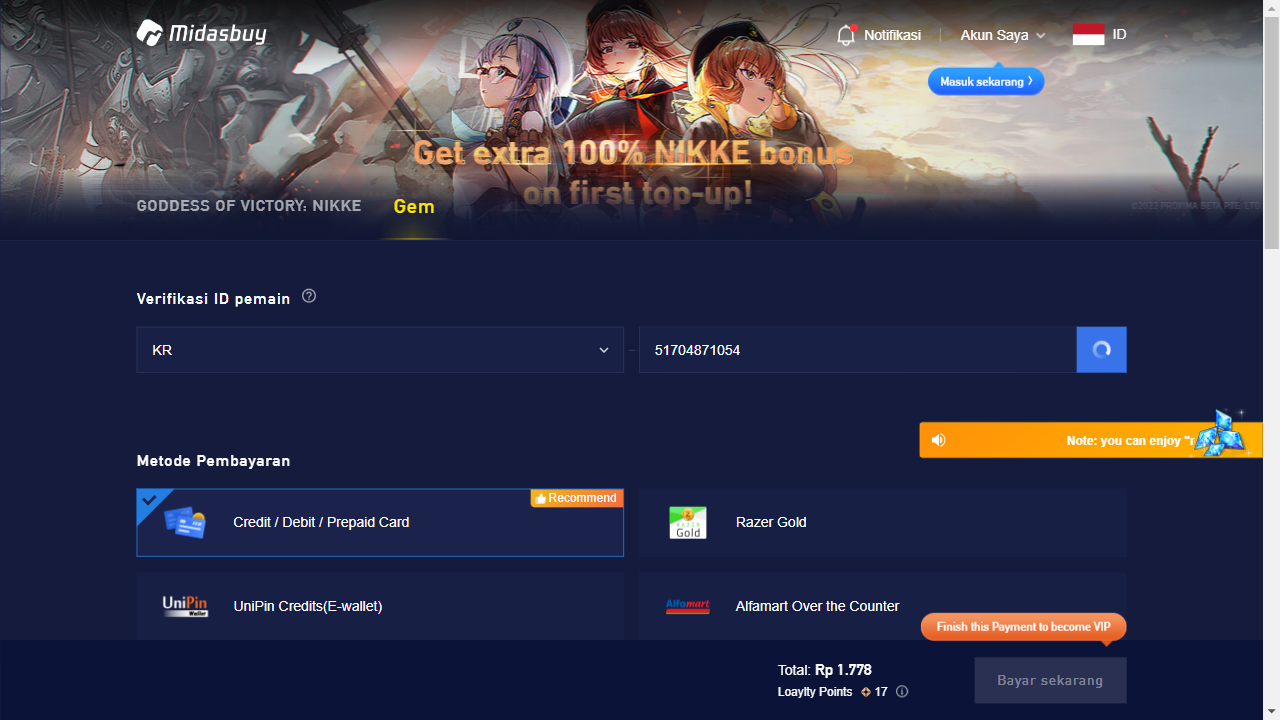 Midasbuy
Notifikasi
Akun Saya
ID
Masuk sekarang
Get extra 100% NIKKE bonus
on first top-up!
GODDESS OF VICTORY: NIKKE
Gem
©2022 PROXIMA BETA PTE. LTD
Verifikasi ID pemain
KR
51704871054
Note: you can enjoy "r
Metode Pembayaran
Recommend
Credit / Debit / Prepaid Card
RAZER
Gold
Razer Gold
UniPin
Wallet
UniPin Credits(E-wallet)
Alfamart
Alfamart Over the Counter
Finish this Payment to become VIP
Total: Rp 1.778
Loaylty Points 17
Bayar sekarang